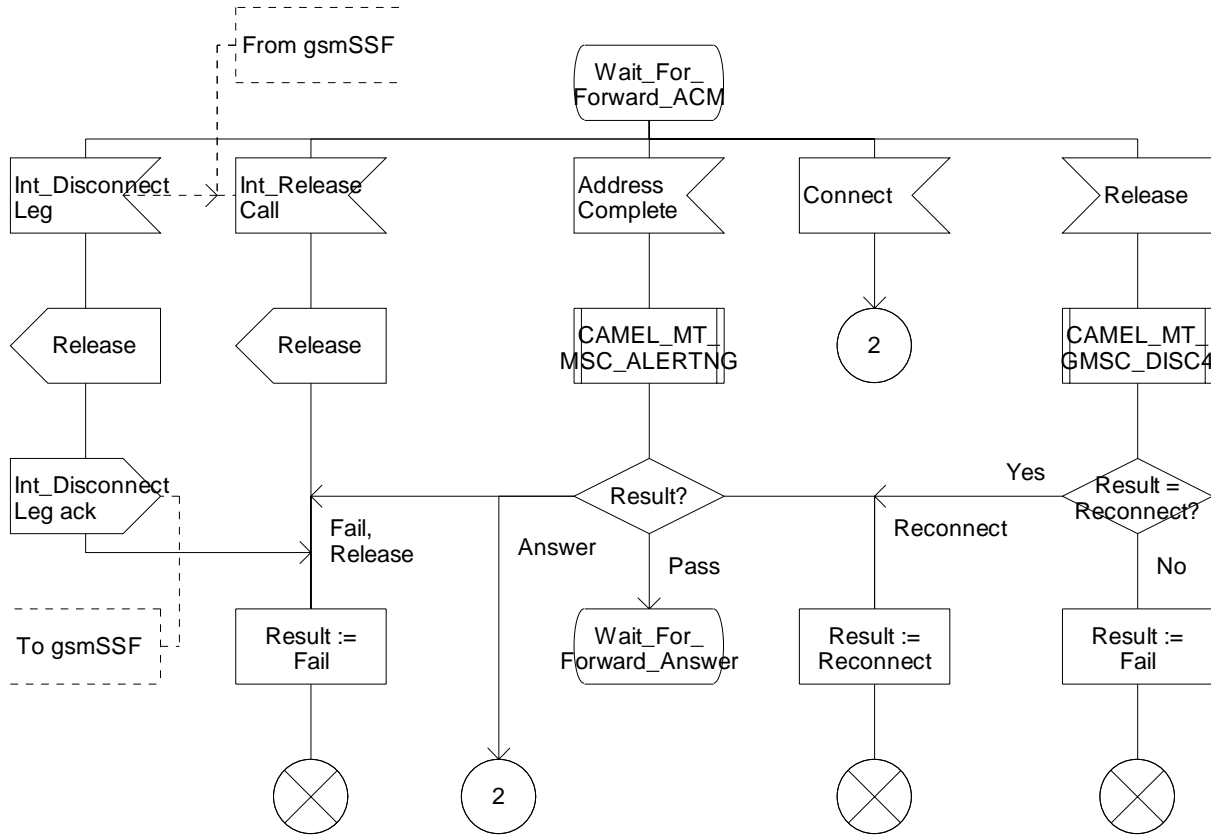 From gsmSSF
Wait_For_
Forward_ACM
Int_Disconnect
Leg
Int_Release
Call
Address
Complete
Connect
Release
Release
Release
CAMEL_MT_
MSC_ALERTNG
2
CAMEL_MT_
GMSC_DISC4
Int_Disconnect
Leg ack
Result?
Yes
Result =
Reconnect?
Fail,
Release
Answer
Reconnect
Pass
No
To gsmSSF
Result :=
Fail
Wait_For_
Forward_Answer
Result :=
Reconnect
Result :=
Fail
2